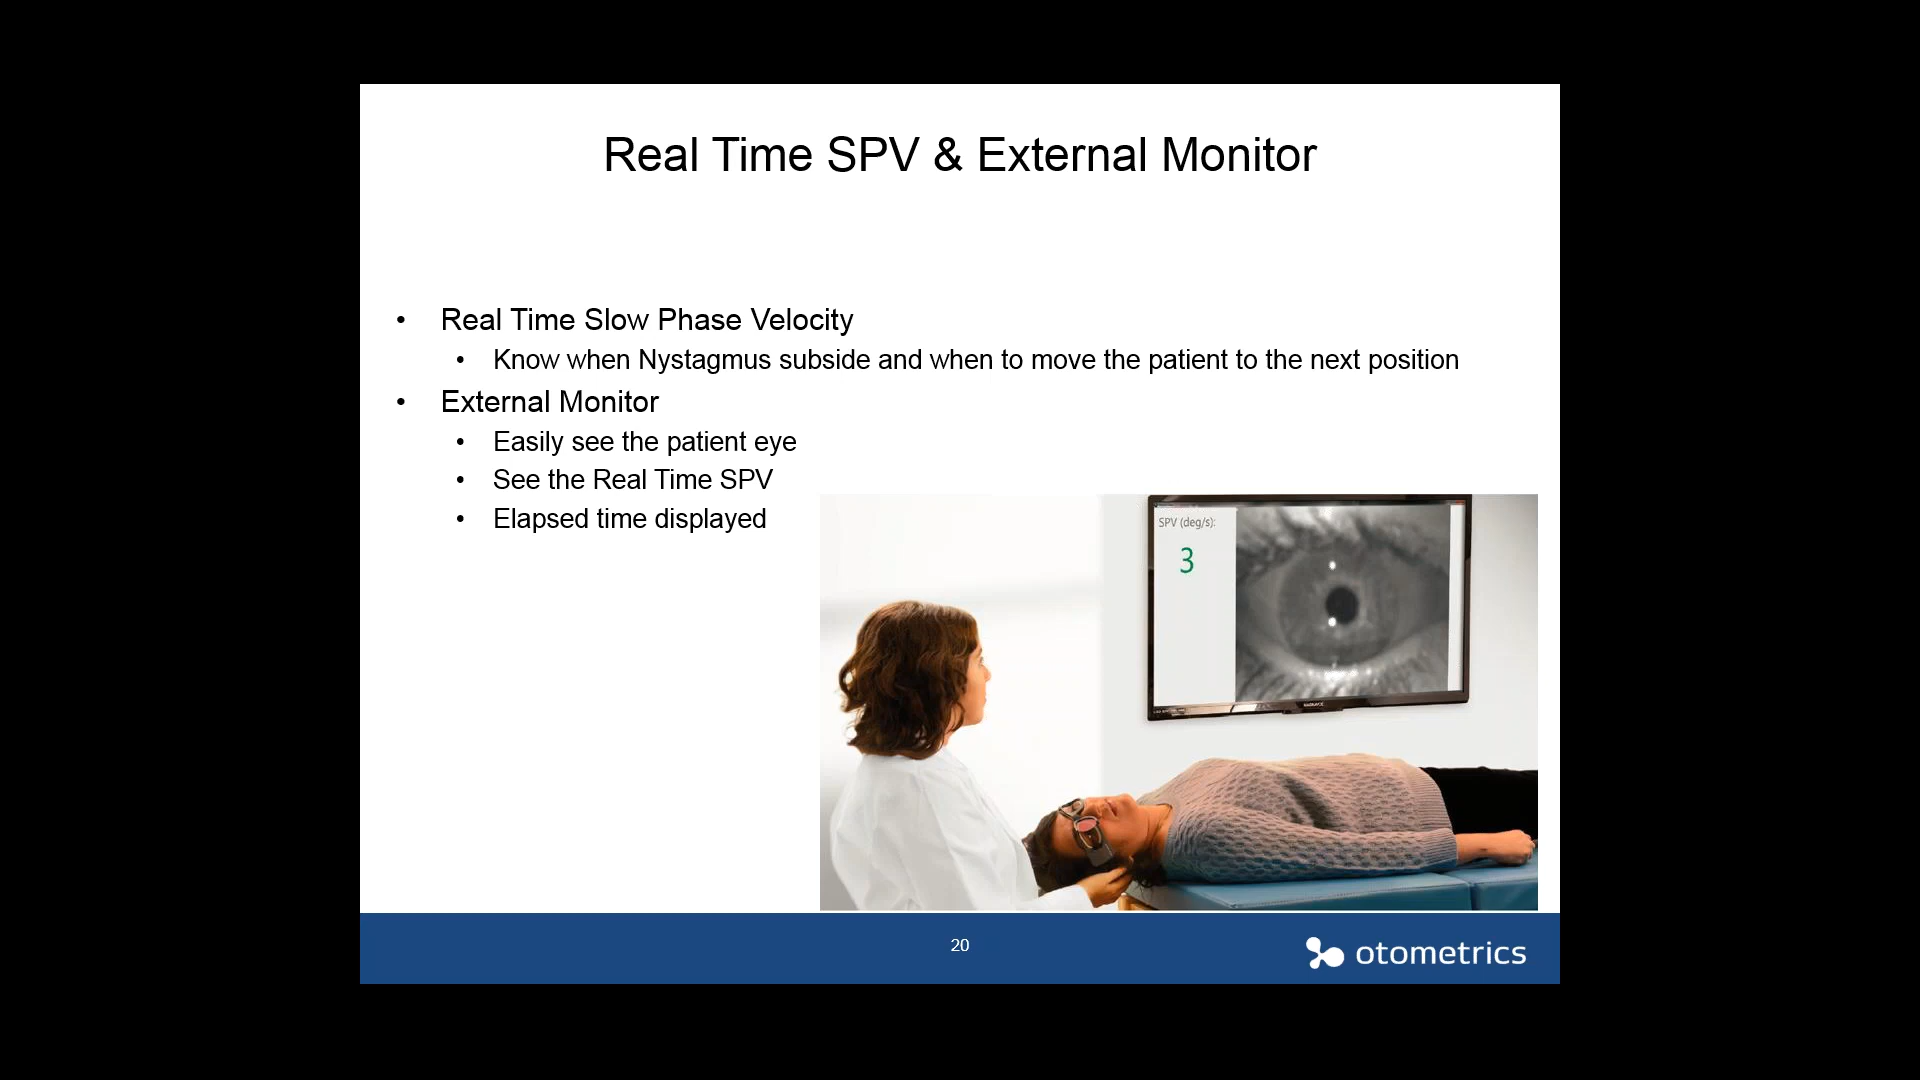 Real Time SPV & External Monitor
• Real Time Slow Phase Velocity
• Know when Nystagmus subside and when to move the patient to the next position
• External Monitor
• Easily see the patient eye
• See the Real Time SPV
• Elapsed time displayed
SPV (deg/s):
3
20
otometrics